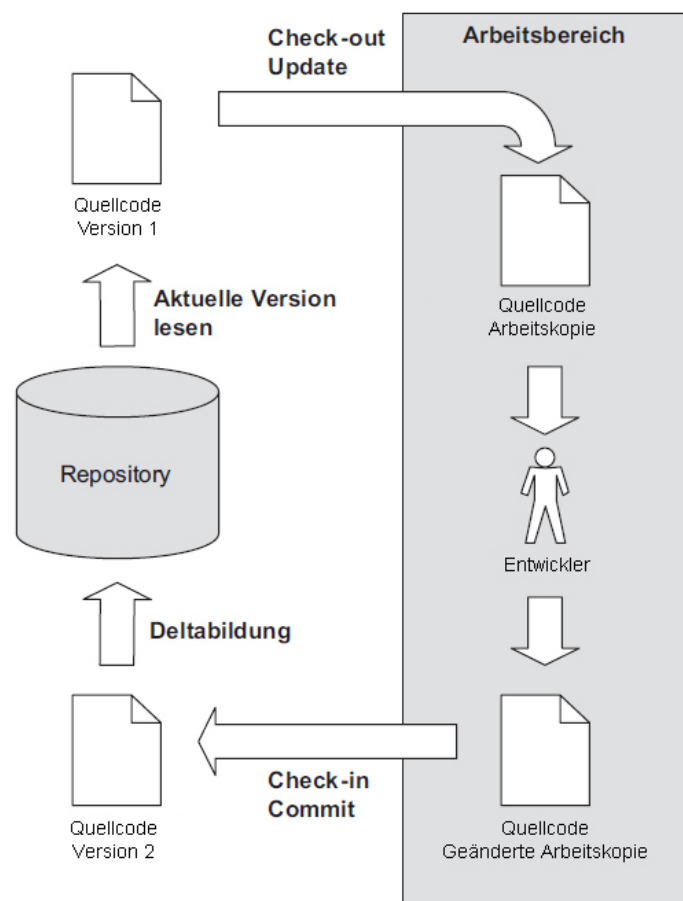 Check-out
Update
Arbeitsbereich
Quellcode
Version 1
Quellcode
Arbeitskopie
Aktuelle Version
lesen
Repository
Entwickler
Deltabildung
Check-in
Commit
Quellcode
Version 2
Quellcode
Geänderte Arbeitskopie